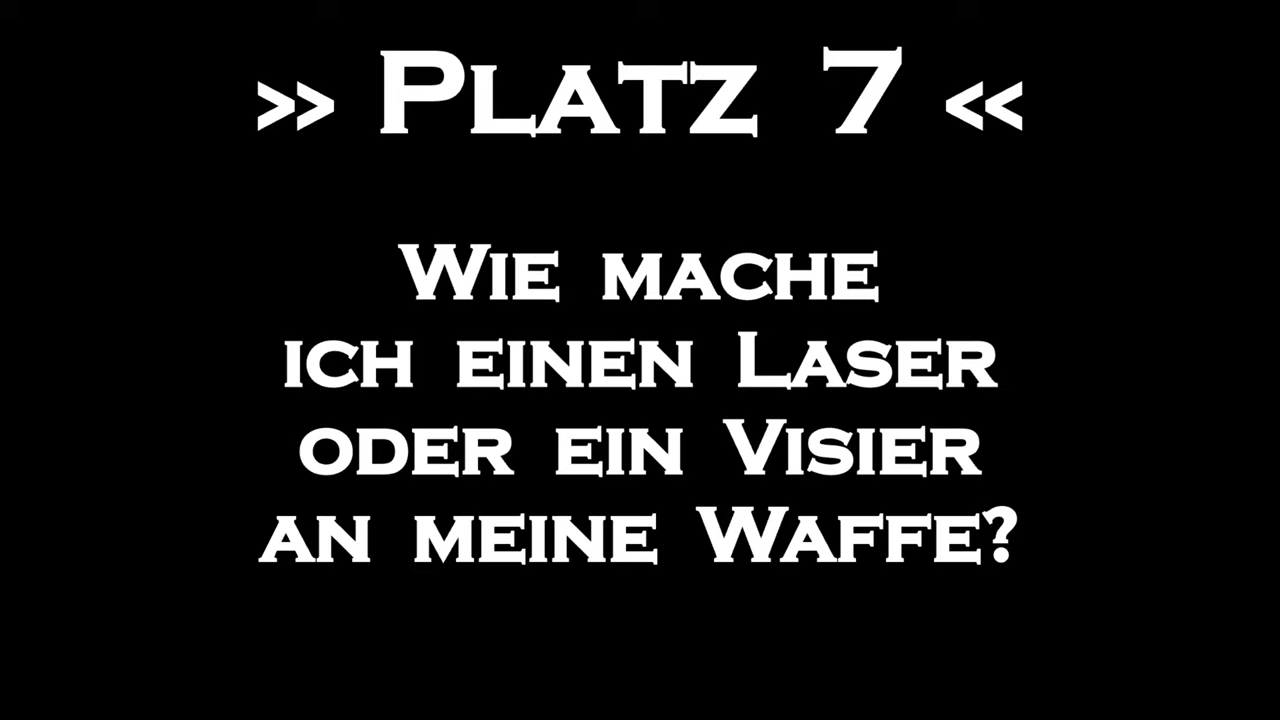 » Platz 7 «
Wie mache
ich einen Laser
oder ein Visier
an meine Waffe?